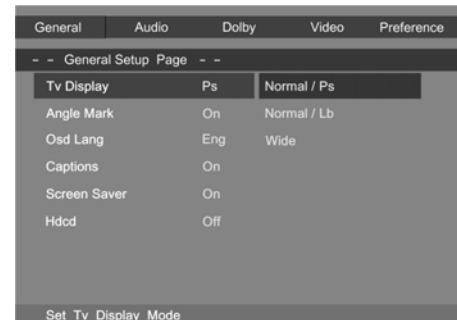 General Audio Dolby Video Preference
- - General Setup Page - -
Tv Display Ps Normal / Ps
Angle Mark On Normal / Lb
Osd Lang Eng Wide
Captions On
Screen Saver On
Hdcd Off
Set Tv Display Mode